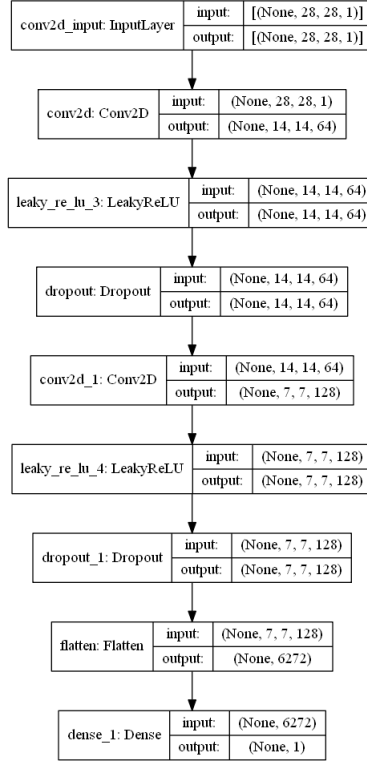 conv2d_input: InputLayer
input: [(None, 28, 28, 1)]
output: [(None, 28, 28, 1)]
conv2d: Conv2D
input: (None, 28, 28, 1)
output: (None, 14, 14, 64)
leaky_re_lu_3: LeakyReLU
input: (None, 14, 14, 64)
output: (None, 14, 14, 64)
dropout: Dropout
input: (None, 14, 14, 64)
output: (None, 14, 14, 64)
conv2d_1: Conv2D
input: (None, 14, 14, 64)
output: (None, 7, 7, 128)
leaky_re_lu_4: LeakyReLU
input: (None, 7, 7, 128)
output: (None, 7, 7, 128)
dropout_1: Dropout
input: (None, 7, 7, 128)
output: (None, 7, 7, 128)
flatten: Flatten
input: (None, 7, 7, 128)
output: (None, 6272)
dense_1: Dense
input: (None, 6272)
output: (None, 1)